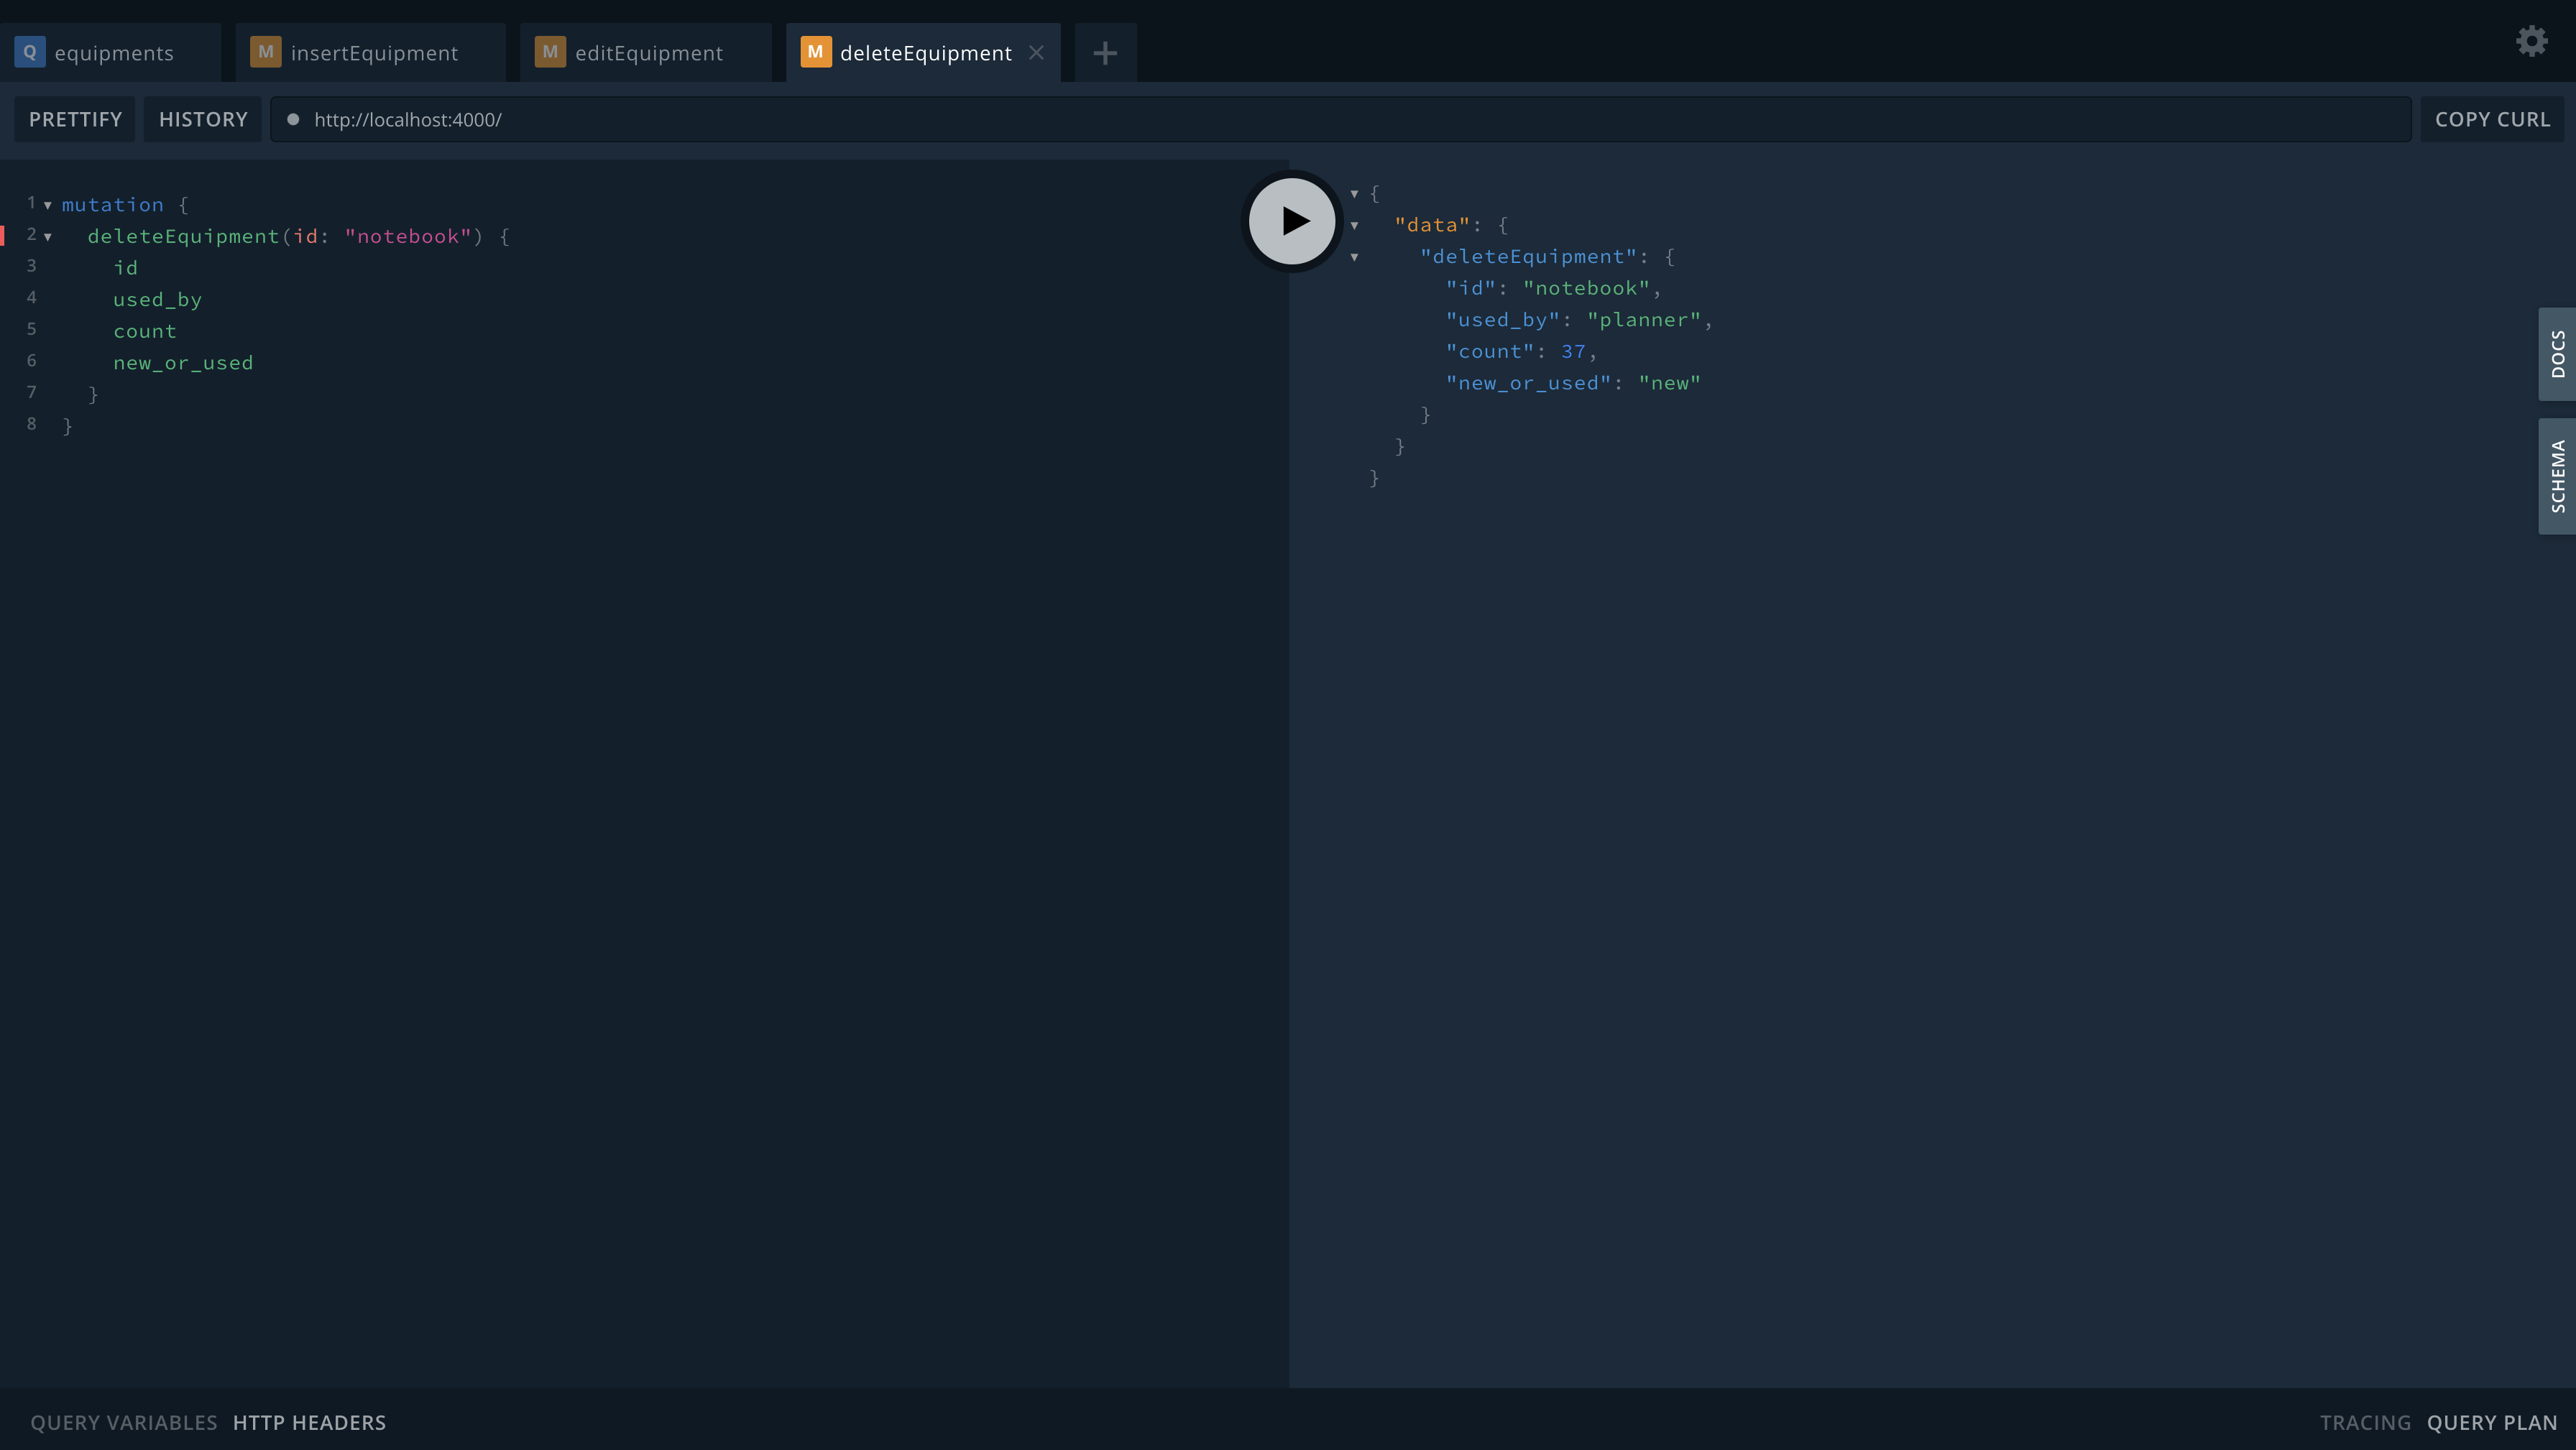 Q equipments M insertEquipment M editEquipment M deleteEquipment
PRETTIFY HISTORY http://localhost:4000/ COPY CURL
1 mutation {
2 deleteEquipment(id: "notebook") {
3 id
4 used_by
5 count
6 new_or_used
7 }
8 }
{
"data": {
"deleteEquipment": {
"id": "notebook",
"used_by": "planner",
"count": 37,
"new_or_used": "new"
}
}
}
DOCS
SCHEMA
QUERY VARIABLES HTTP HEADERS
TRACING QUERY PLAN